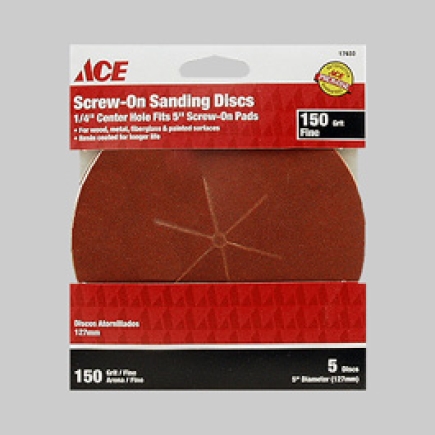 17633
ACE
ACE
Screw-On Sanding Discs
1/4" Center Hole Fits 5" Screw-On Pads
• For wood, metal, fiberglass & painted surfaces
• Resin coated for longer life
150 Grit
Fine
Discos Atornillados
127mm
150 Grit / Fine
Arena / Fino
5 Discs
5" Diameter (127mm)